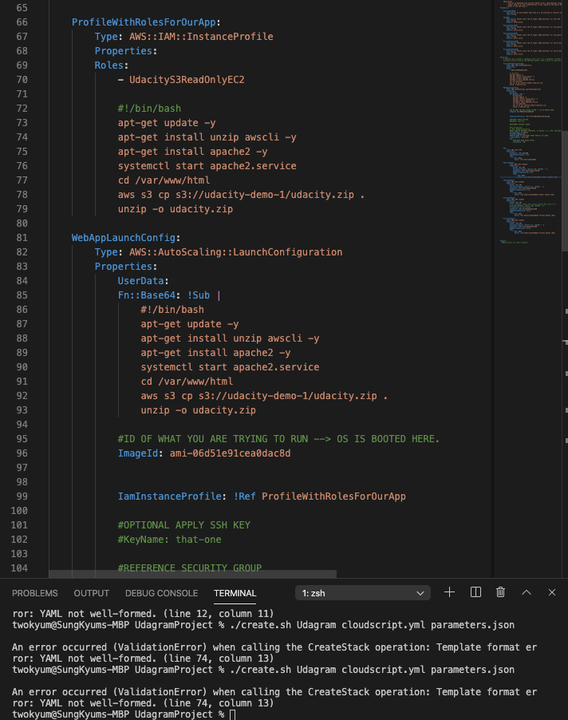 65
66 ProfileWithRolesForOurApp:
67 Type: AWS::IAM::InstanceProfile
68 Properties:
69 Roles:
70 - UdacityS3ReadOnlyEC2
71
72 #!/bin/bash
73 apt-get update -y
74 apt-get install unzip awscli -y
75 apt-get install apache2 -y
76 systemctl start apache2.service
77 cd /var/www/html
78 aws s3 cp s3://udacity-demo-1/udacity.zip .
79 unzip -o udacity.zip
80
81 WebAppLaunchConfig:
82 Type: AWS::AutoScaling::LaunchConfiguration
83 Properties:
84 UserData:
85 Fn::Base64: !Sub |
86 #!/bin/bash
87 apt-get update -y
88 apt-get install unzip awscli -y
89 apt-get install apache2 -y
90 systemctl start apache2.service
91 cd /var/www/html
92 aws s3 cp s3://udacity-demo-1/udacity.zip .
93 unzip -o udacity.zip
94
95 #ID OF WHAT YOU ARE TRYING TO RUN --> OS IS BOOTED HERE.
96 ImageId: ami-06d51e91cea0dac8d
97
98
99 IamInstanceProfile: !Ref ProfileWithRolesForOurApp
100
101 #OPTIONAL APPLY SSH KEY
102 #KeyName: that-one
103
104 #REFERENCE SECURITY GROUP
PROBLEMS OUTPUT DEBUG CONSOLE TERMINAL 1: zsh
ror: YAML not well-formed. (line 12, column 11)
twokyum@SungKyums-MBP UdagramProject % ./create.sh Udagram cloudscript.yml parameters.json
An error occurred (ValidationError) when calling the CreateStack operation: Template format er
ror: YAML not well-formed. (line 74, column 13)
twokyum@SungKyums-MBP UdagramProject % ./create.sh Udagram cloudscript.yml parameters.json
An error occurred (ValidationError) when calling the CreateStack operation: Template format er
ror: YAML not well-formed. (line 74, column 13)
twokyum@SungKyums-MBP UdagramProject %